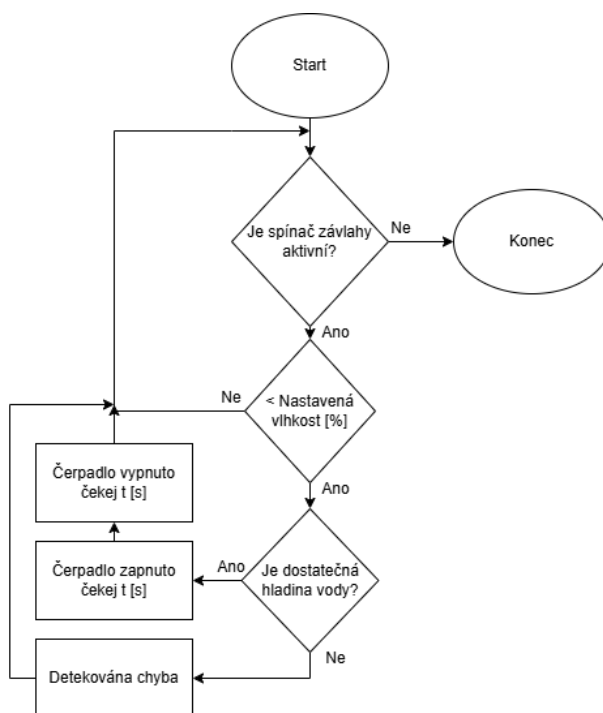 Start
Je spínač závlahy
aktivní?
Ne
Konec
Ano
< Nastavená
vlhkost [%]
Ne
Ano
Čerpadlo vypnuto
čekej t [s]
Je dostatečná
hladina vody?
Ano
Čerpadlo zapnuto
čekej t [s]
Ne
Detekována chyba